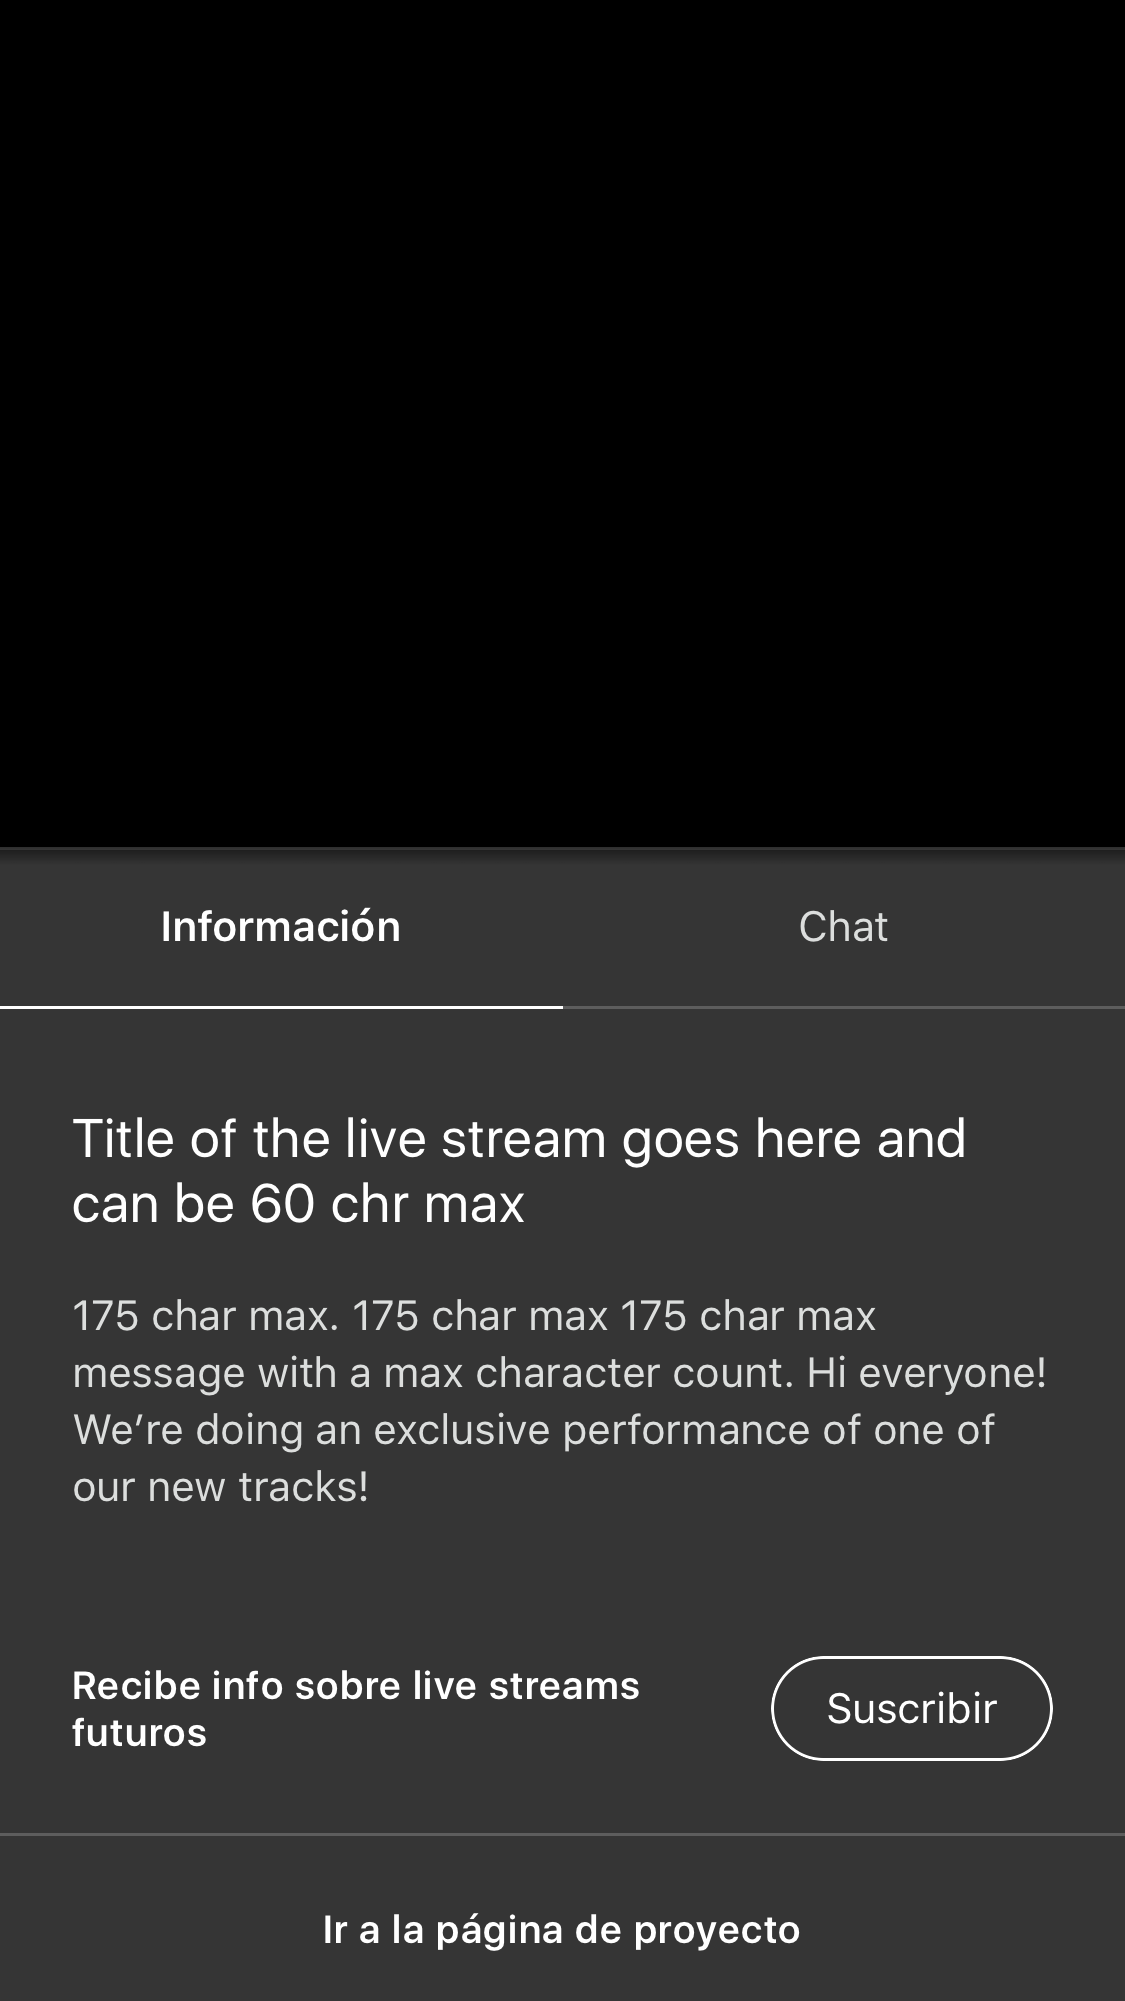 Información
Chat
Title of the live stream goes here and
can be 60 chr max
175 char max. 175 char max 175 char max
message with a max character count. Hi everyone!
We’re doing an exclusive performance of one of
our new tracks!
Recibe info sobre live streams
futuros
Suscribir
Ir a la página de proyecto